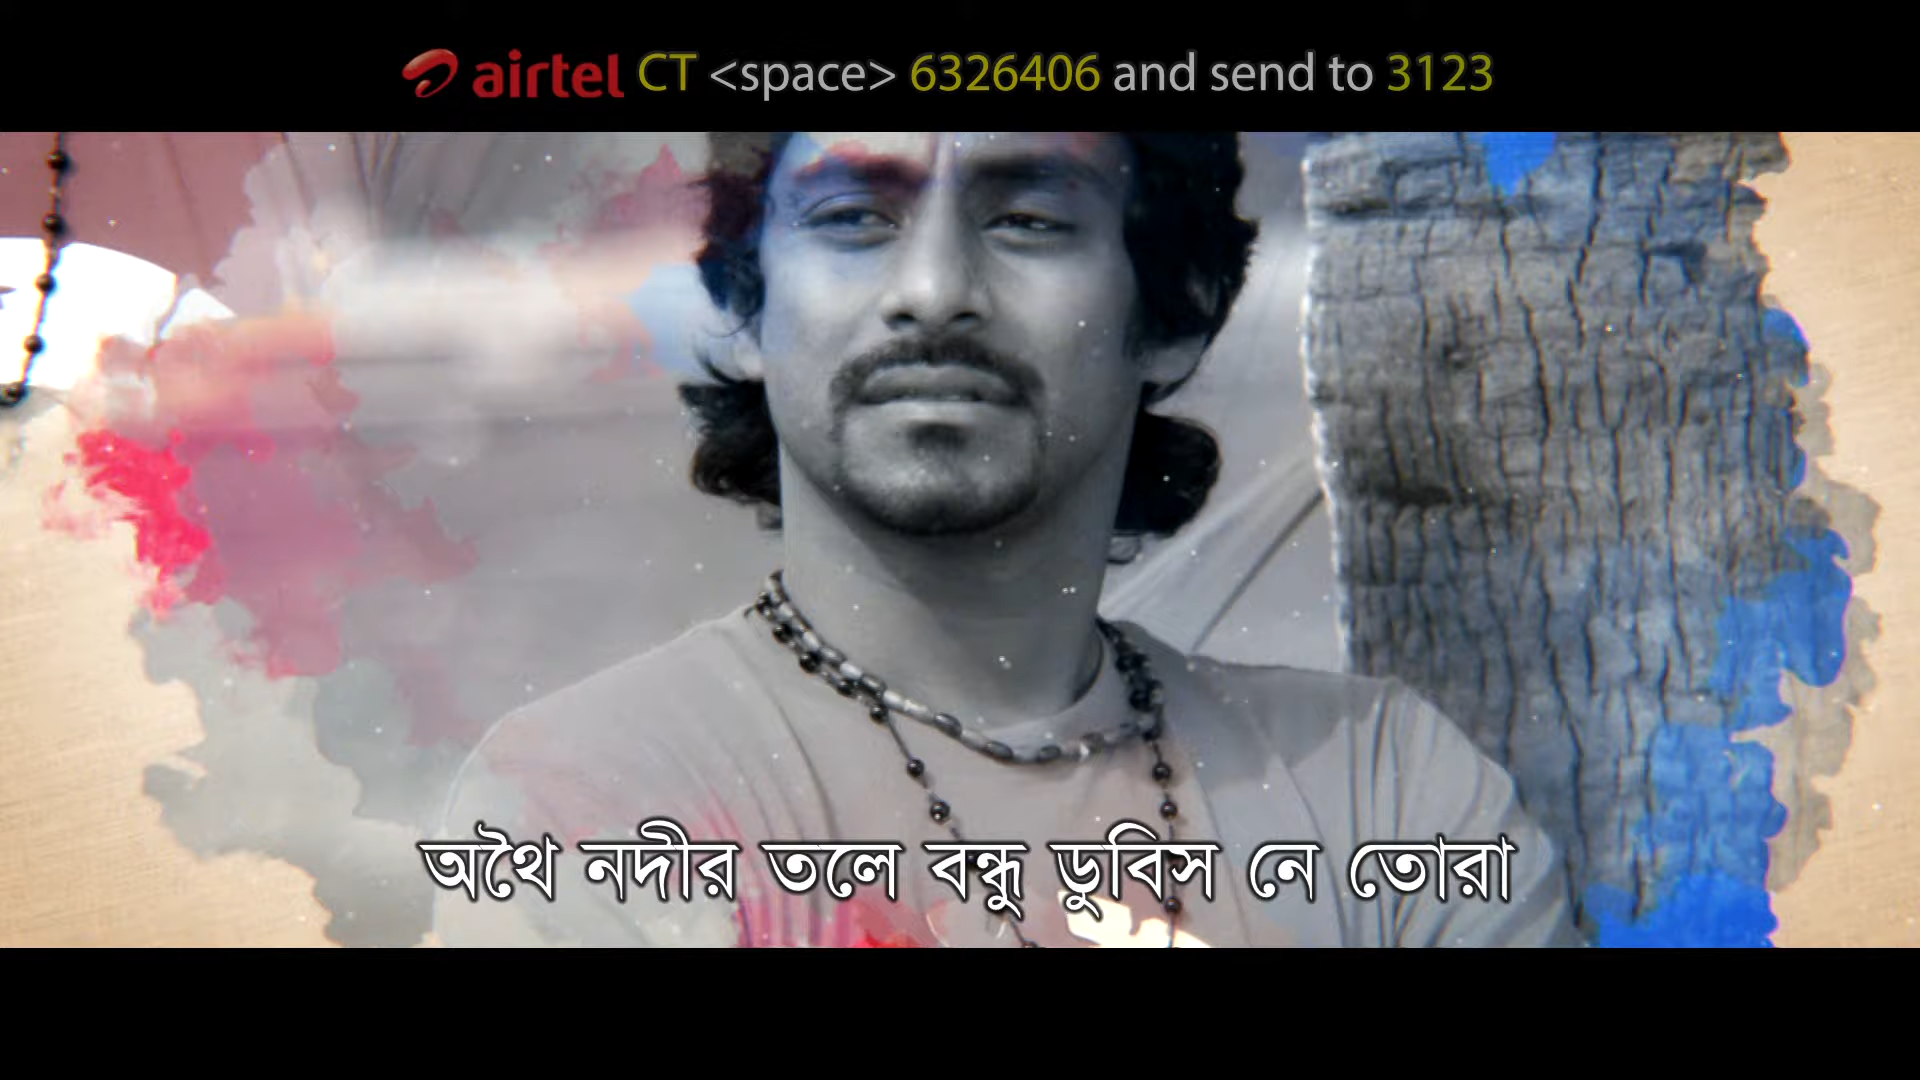 airtel CT <space> 6326406 and send to 3123
অথৈ নদীর তলে বন্ধু ডুবিস নে তোরা